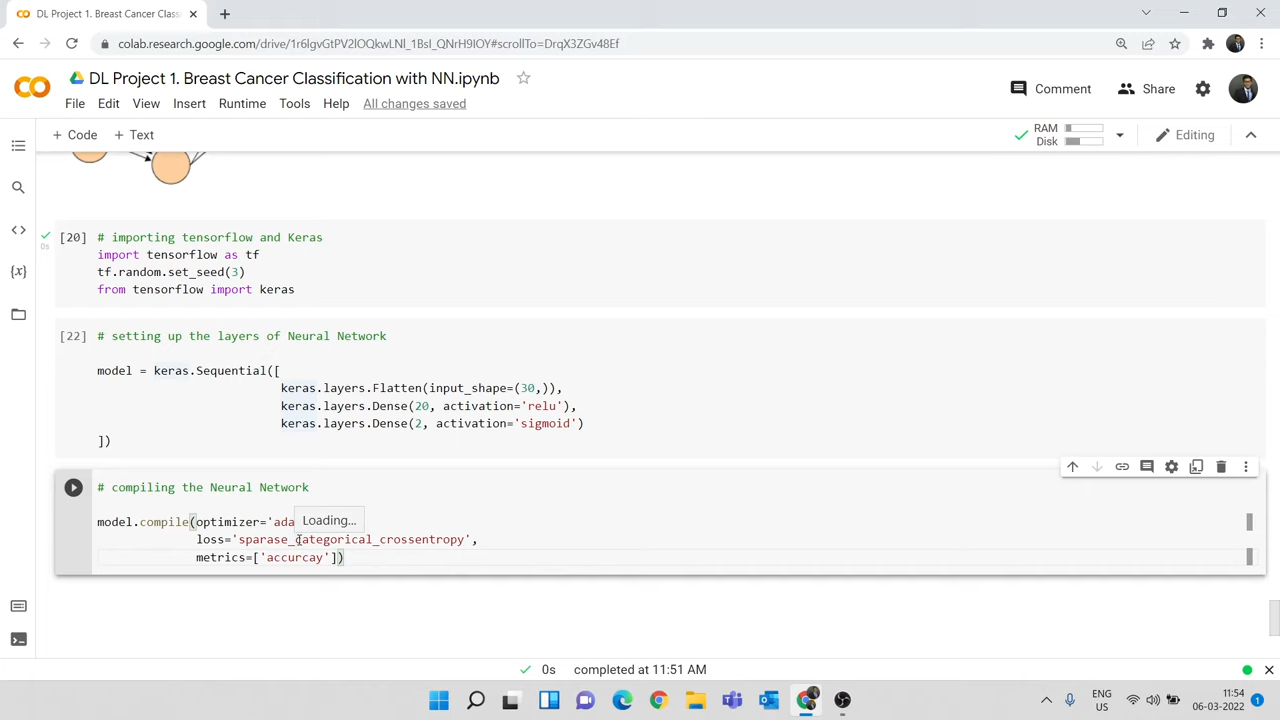 DL Project 1. Breast Cancer Class
colab.research.google.com/drive/1r6lgvGtPV2lOQkwLNl_1BsI_QNrH9IOY#scrollTo=DrqX3ZGv48Ef
DL Project 1. Breast Cancer Classification with NN.ipynb
Comment
Share
File Edit View Insert Runtime Tools Help All changes saved
+ Code + Text
RAM
Disk
Editing
[20] # importing tensorflow and Keras
0s
import tensorflow as tf
tf.random.set_seed(3)
from tensorflow import keras
[22] # setting up the layers of Neural Network
model = keras.Sequential([
keras.layers.Flatten(input_shape=(30,)),
keras.layers.Dense(20, activation='relu'),
keras.layers.Dense(2, activation='sigmoid')
])
# compiling the Neural Network
model.compile(optimizer='ada
Loading...
loss='sparase_categorical_crossentropy',
metrics=['accurcay'])
0s completed at 11:51 AM
ENG
US
11:54
06-03-2022
1